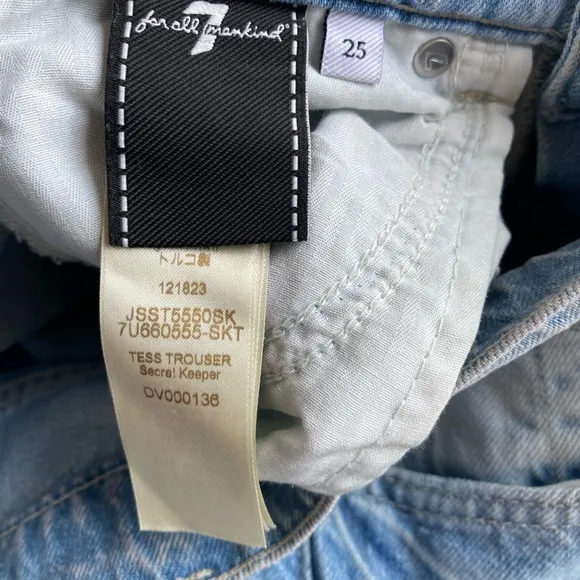 7
for all mankind®
25
トルコ製
121823
JSST5550SK
7U660555-SKT
TESS TROUSER
Secret Keeper
DV000136